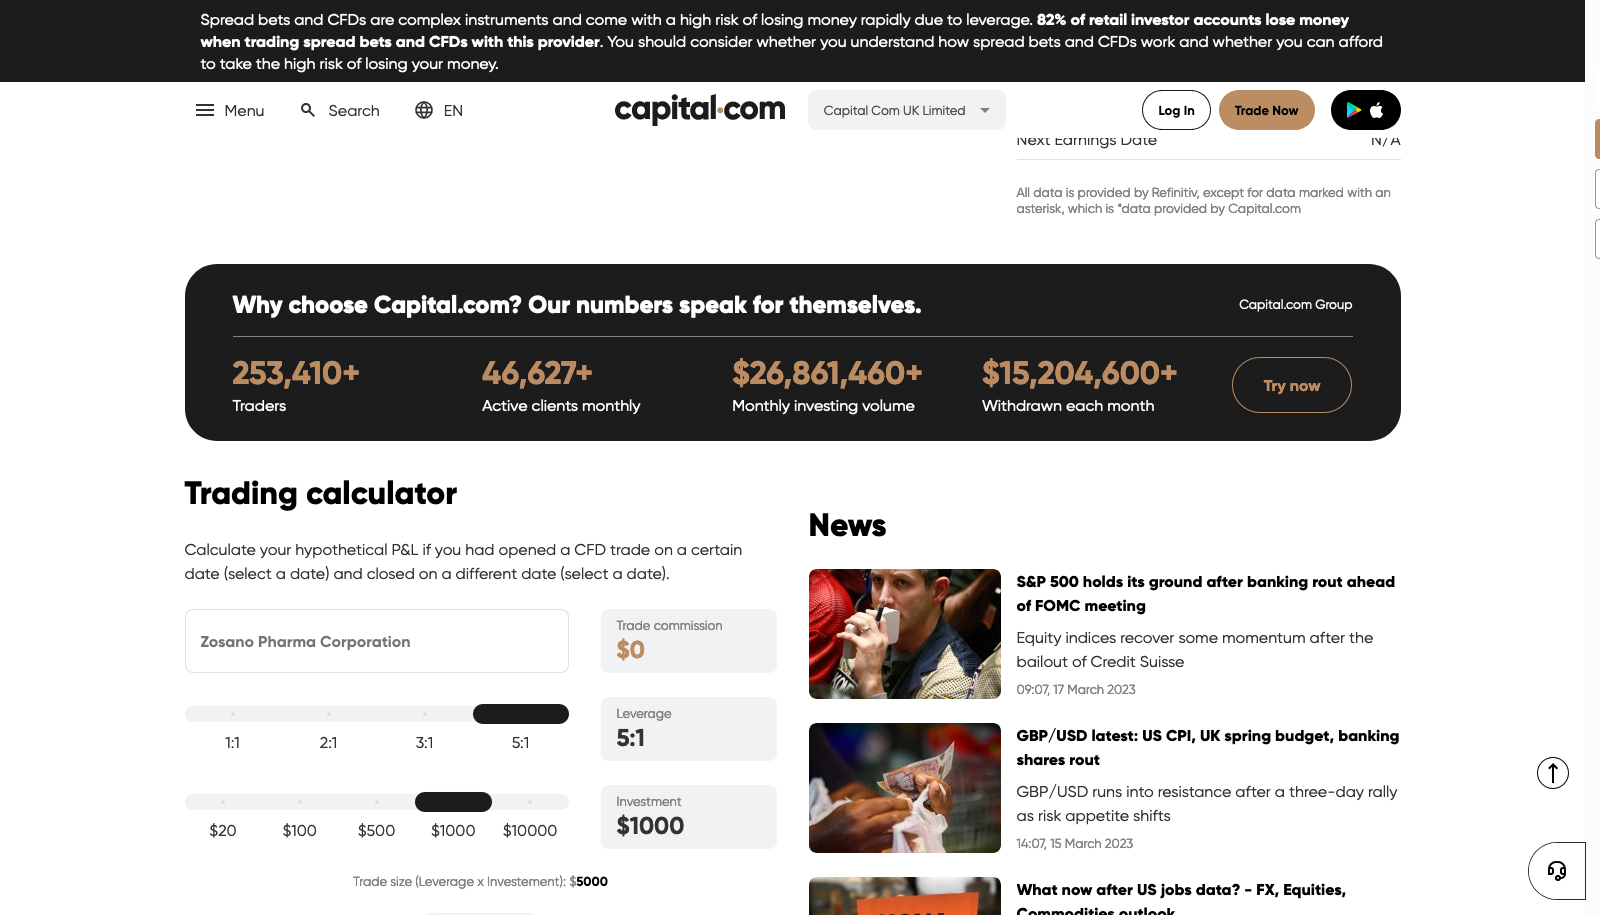 Spread bets and CFDs are complex instruments and come with a high risk of losing money rapidly due to leverage. 82% of retail investor accounts lose money
when trading spread bets and CFDs with this provider. You should consider whether you understand how spread bets and CFDs work and whether you can afford
to take the high risk of losing your money.
Menu Search EN capital.com Capital Com UK Limited Log In Trade Now
Next Earnings Date N/A
All data is provided by Refinitiv, except for data marked with an
asterisk, which is *data provided by Capital.com
Why choose Capital.com? Our numbers speak for themselves. Capital.com Group
253,410+ 46,627+ $26,861,460+ $15,204,600+
Traders Active clients monthly Monthly investing volume Withdrawn each month
Try now
Trading calculator
Calculate your hypothetical P&L if you had opened a CFD trade on a certain
date (select a date) and closed on a different date (select a date).
Zosano Pharma Corporation
Trade commission
$0
1:1 2:1 3:1 5:1
Leverage
5:1
$20 $100 $500 $1000 $10000
Investment
$1000
Trade size (Leverage x Investement): $5000
News
S&P 500 holds its ground after banking rout ahead
of FOMC meeting
Equity indices recover some momentum after the
bailout of Credit Suisse
09:07, 17 March 2023
GBP/USD latest: US CPI, UK spring budget, banking
shares rout
GBP/USD runs into resistance after a three-day rally
as risk appetite shifts
14:07, 15 March 2023
What now after US jobs data? - FX, Equities,
Commodities outlook